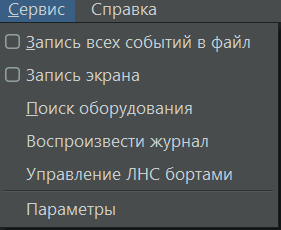 Сервис Справка
Запись всех событий в файл
Запись экрана
Поиск оборудования
Воспроизвести журнал
Управление ЛНС бортами
Параметры